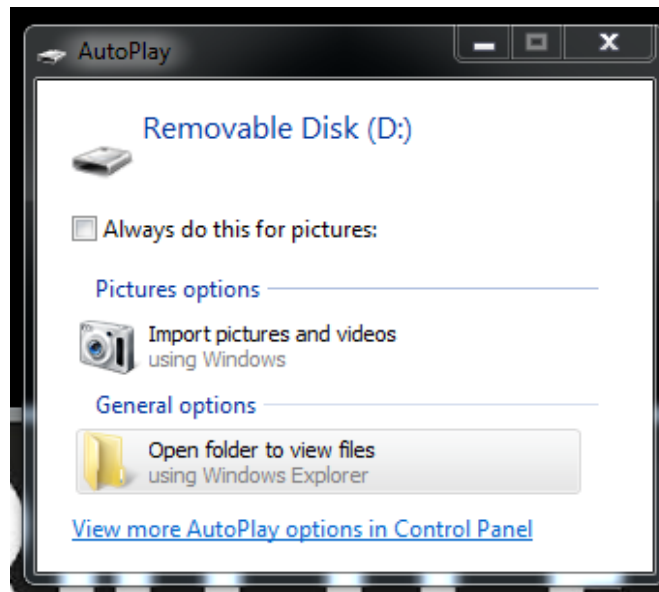 AutoPlay
Removable Disk (D:)
Always do this for pictures:
Pictures options
Import pictures and videos
using Windows
General options
Open folder to view files
using Windows Explorer
View more AutoPlay options in Control Panel